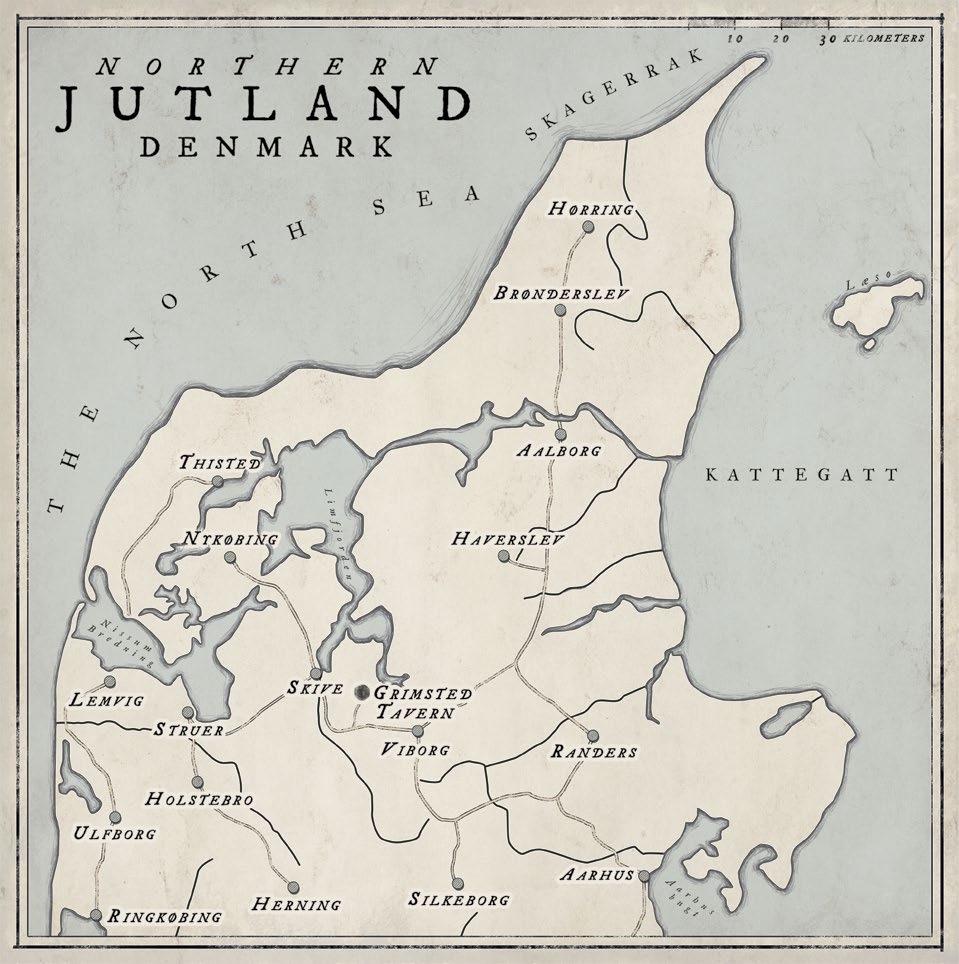 NORTHERN
JUTLAND
DENMARK
10 20 30 KILOMETERS
SKAGERRAK
THE NORTH SEA
HØRRING
BRØNDERSLEV
Læsø
AALBORG
THISTED
KATTEGATT
Limfjorden
NYKØBING
HAVERSLEV
Nissum
Bredning
LEMVIG
SKIVE
GRIMSTED
TAVERN
STRUER
VIBORG
RANDERS
HOLSTEBRO
ULFBORG
AARHUS
Aarhus
bugt
HERNING
SILKEBORG
RINGKØBING